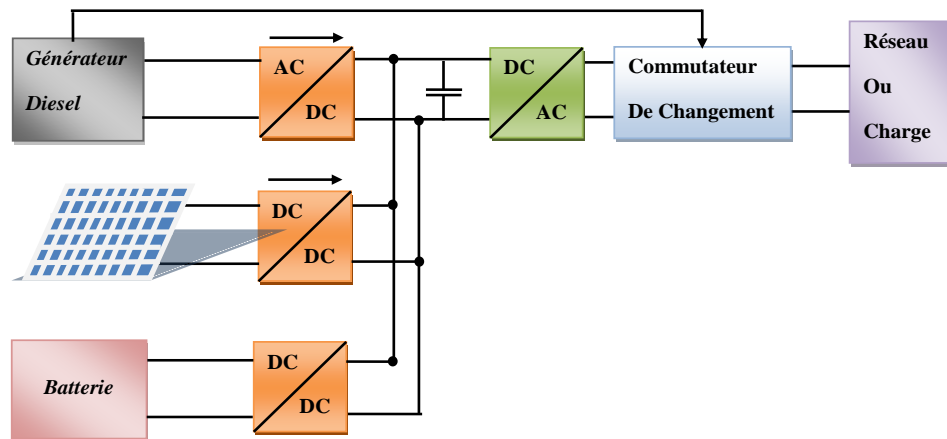 Générateur
Diesel
AC
DC
DC
AC
Commutateur
De Changement
Réseau
Ou
Charge
DC
DC
Batterie
DC
DC